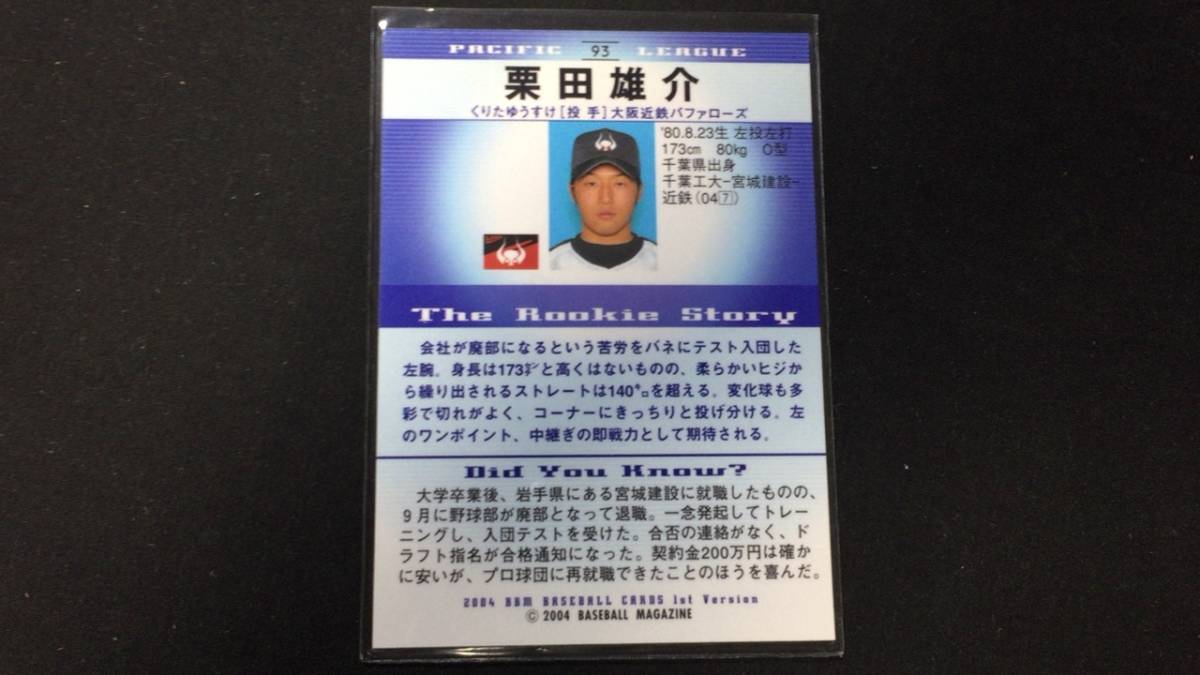 PACIFIC 93 LEAGUE
栗田雄介
くりたゆうすけ[投 手]大阪近鉄バファローズ
'80.8.23生 左投左打
173cm 80kg O型
千葉県出身
千葉工大-宮城建設-
近鉄(04 7)
The Rookie Story
会社が廃部になるという苦労をバネにテスト入団した
左腕。身長は173㌢と高くはないものの、柔らかいヒジか
ら繰り出されるストレートは140㌔を超える。変化球も多
彩で切れがよく、コーナーにきっちりと投げ分ける。左
のワンポイント、中継ぎの即戦力として期待される。
Did You Know?
大学卒業後、岩手県にある宮城建設に就職したものの、
9月に野球部が廃部となって退職。一念発起してトレー
ニングし、入団テストを受けた。合否の連絡がなく、ド
ラフト指名が合格通知になった。契約金200万円は確か
に安いが、プロ球団に再就職できたことのほうを喜んだ。
2004 BBM BASEBALL CARDS 1st Version
© 2004 BASEBALL MAGAZINE